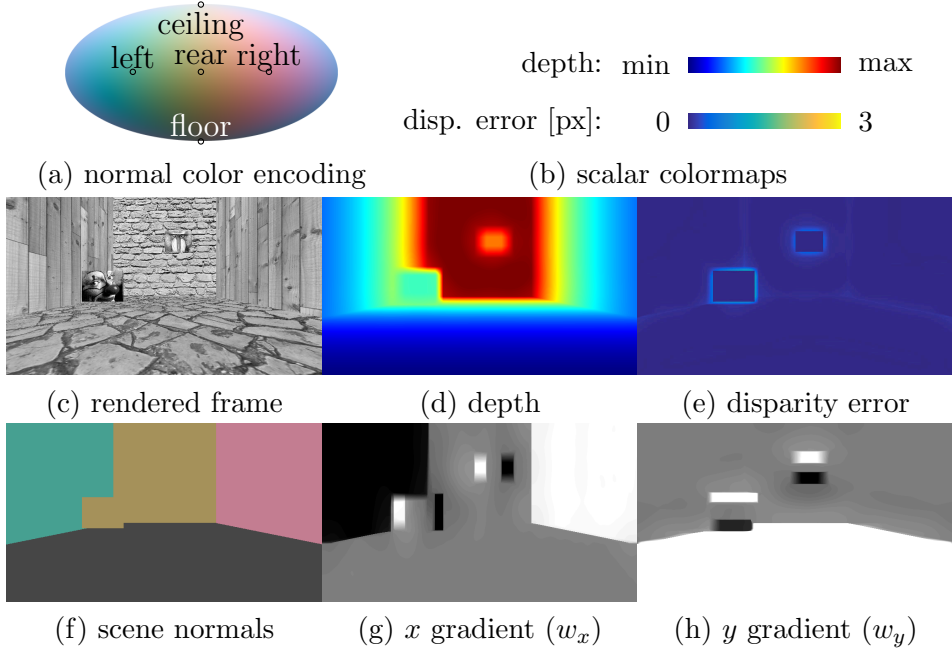 ceiling
left rear right
floor
depth: min max
disp. error [px]: 0 3
(a) normal color encoding
(b) scalar colormaps
(c) rendered frame
(d) depth
(e) disparity error
(f) scene normals
(g) x gradient (wₓ)
(h) y gradient (w_y)